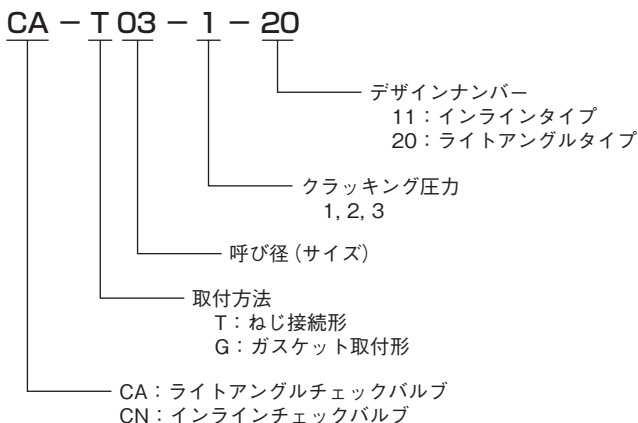 CA － T 03 － 1 － 20
デザインナンバー
11：インラインタイプ
20：ライトアングルタイプ
クラッキング圧力
1, 2, 3
呼び径 (サイズ)
取付方法
T：ねじ接続形
G：ガスケット取付形
CA：ライトアングルチェックバルブ
CN：インラインチェックバルブ